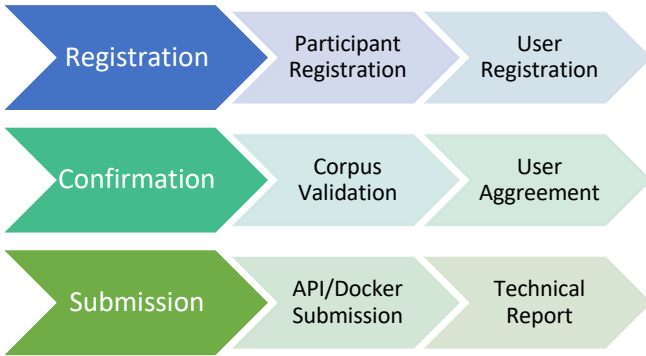 Registration
Participant
Registration
User
Registration
Confirmation
Corpus
Validation
User
Aggreement
Submission
API/Docker
Submission
Technical
Report